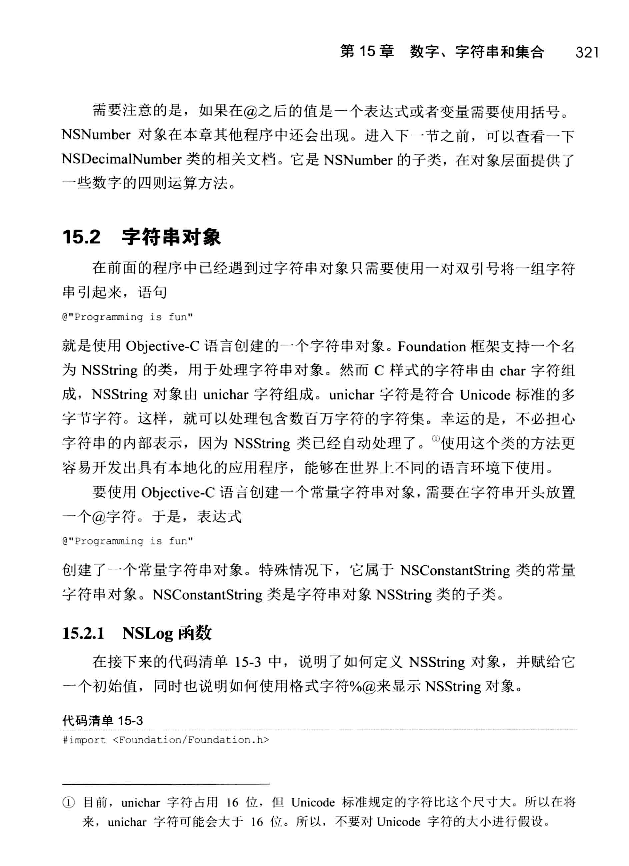 第 15 章 数字、字符串和集合 321
需要注意的是，如果在@之后的值是一个表达式或者变量需要使用括号。
NSNumber 对象在本章其他程序中还会出现。进入下一节之前，可以查看一下
NSDecimalNumber 类的相关文档。它是 NSNumber 的子类，在对象层面提供了
一些数字的四则运算方法。
15.2 字符串对象
在前面的程序中已经遇到过字符串对象只需要使用一对双引号将一组字符
串引起来，语句
@"Programming is fun"
就是使用 Objective-C 语言创建的一个字符串对象。Foundation 框架支持一个名
为 NSString 的类，用于处理字符串对象。然而 C 样式的字符串由 char 字符组
成，NSString 对象由 unichar 字符组成。unichar 字符是符合 Unicode 标准的多
字节字符。这样，就可以处理包含数百万字符的字符集。幸运的是，不必担心
字符串的内部表示，因为 NSString 类已经自动处理了。①使用这个类的方法更
容易开发出具有本地化的应用程序，能够在世界上不同的语言环境下使用。
要使用 Objective-C 语言创建一个常量字符串对象，需要在字符串开头放置
一个@字符。于是，表达式
@"Programming is fun"
创建了一个常量字符串对象。特殊情况下，它属于 NSConstantString 类的常量
字符串对象。NSConstantString 类是字符串对象 NSString 类的子类。
15.2.1 NSLog 函数
在接下来的代码清单 15-3 中，说明了如何定义 NSString 对象，并赋给它
一个初始值，同时也说明如何使用格式字符%@来显示 NSString 对象。
代码清单 15-3
#import <Foundation/Foundation.h>
① 目前，unichar 字符占用 16 位，但 Unicode 标准规定的字符比这个尺寸大。所以在将
来，unichar 字符可能会大于 16 位。所以，不要对 Unicode 字符的大小进行假设。